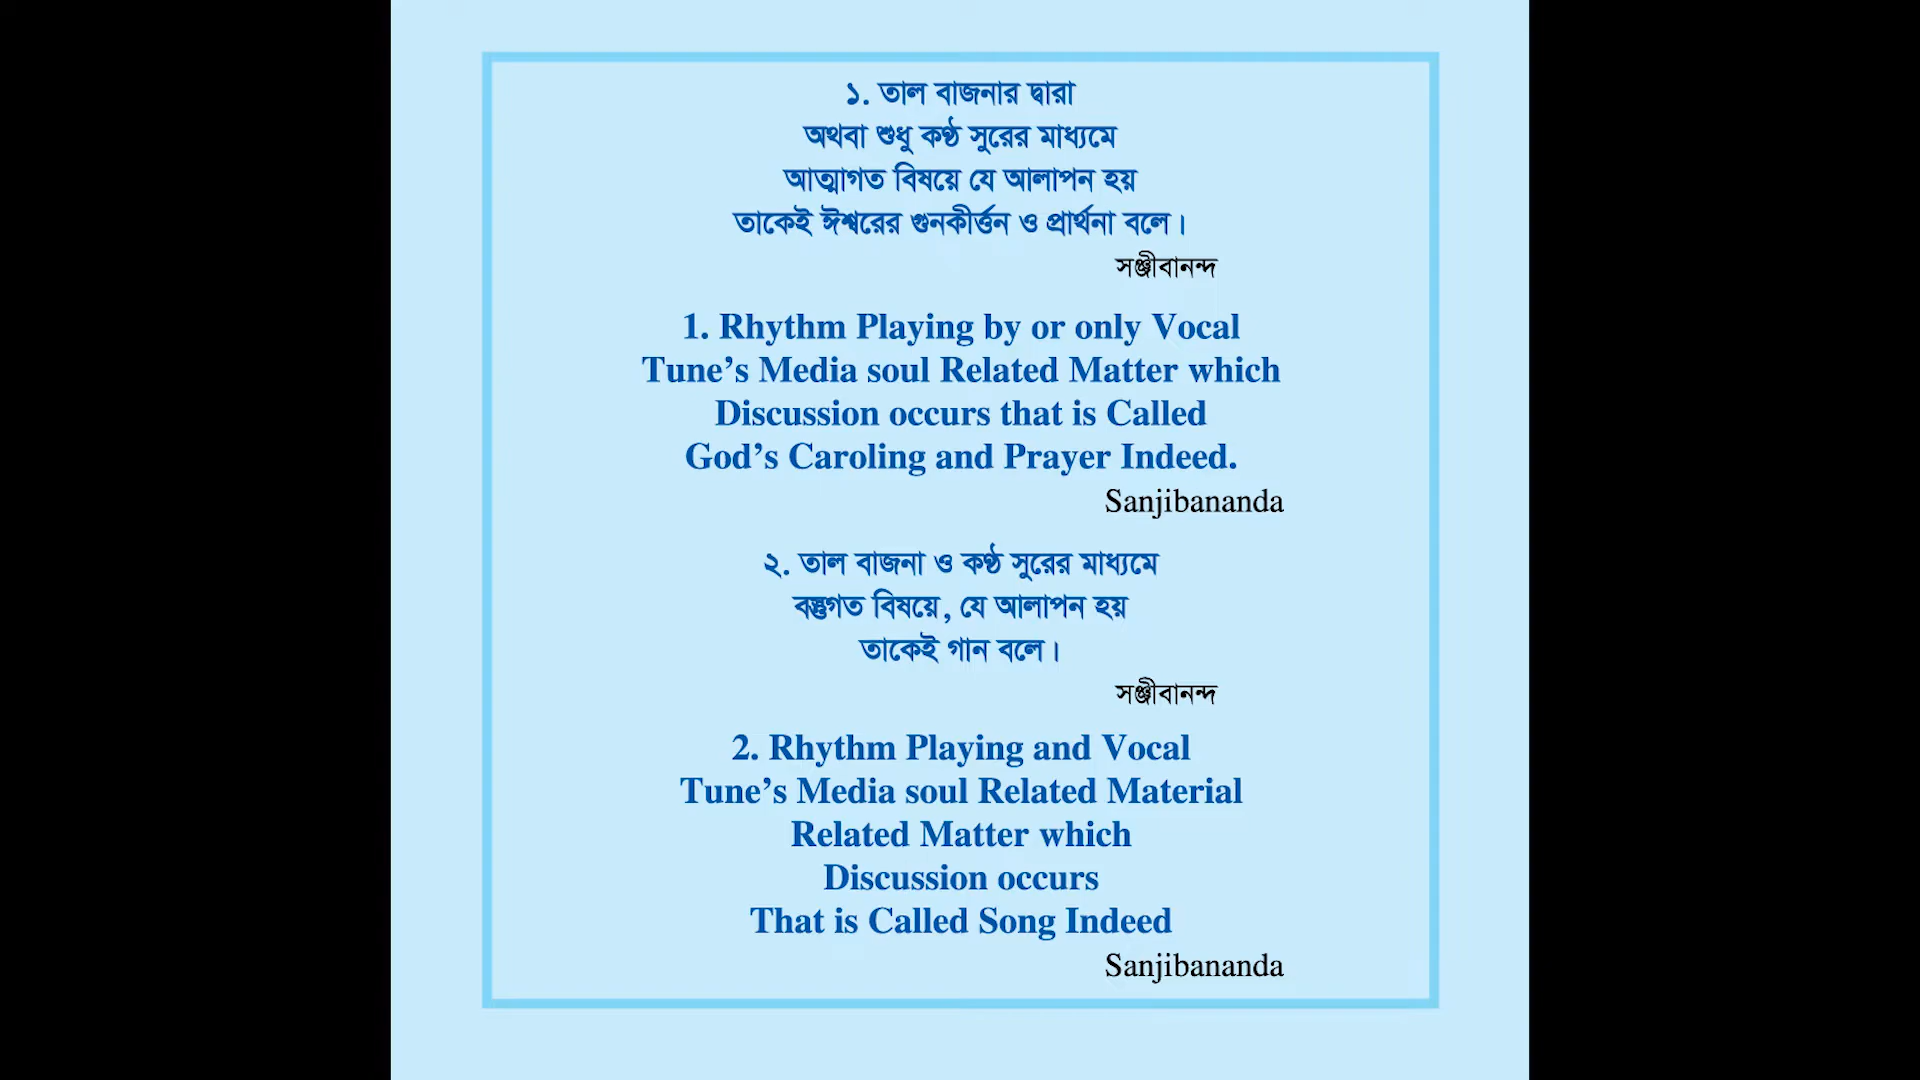 ১. তাল বাজনার দ্বারা
অথবা শুধু কণ্ঠ সুরের মাধ্যমে
আত্মাগত বিষয়ে যে আলাপন হয়
তাকেই ঈশ্বরের গুনকীর্ত্তন ও প্রার্থনা বলে।
সঞ্জীবানন্দ
1. Rhythm Playing by or only Vocal
Tune’s Media soul Related Matter which
Discussion occurs that is Called
God’s Caroling and Prayer Indeed.
Sanjibananda
২. তাল বাজনা ও কণ্ঠ সুরের মাধ্যমে
বস্তুগত বিষয়ে, যে আলাপন হয়
তাকেই গান বলে।
সঞ্জীবানন্দ
2. Rhythm Playing and Vocal
Tune’s Media soul Related Material
Related Matter which
Discussion occurs
That is Called Song Indeed
Sanjibananda